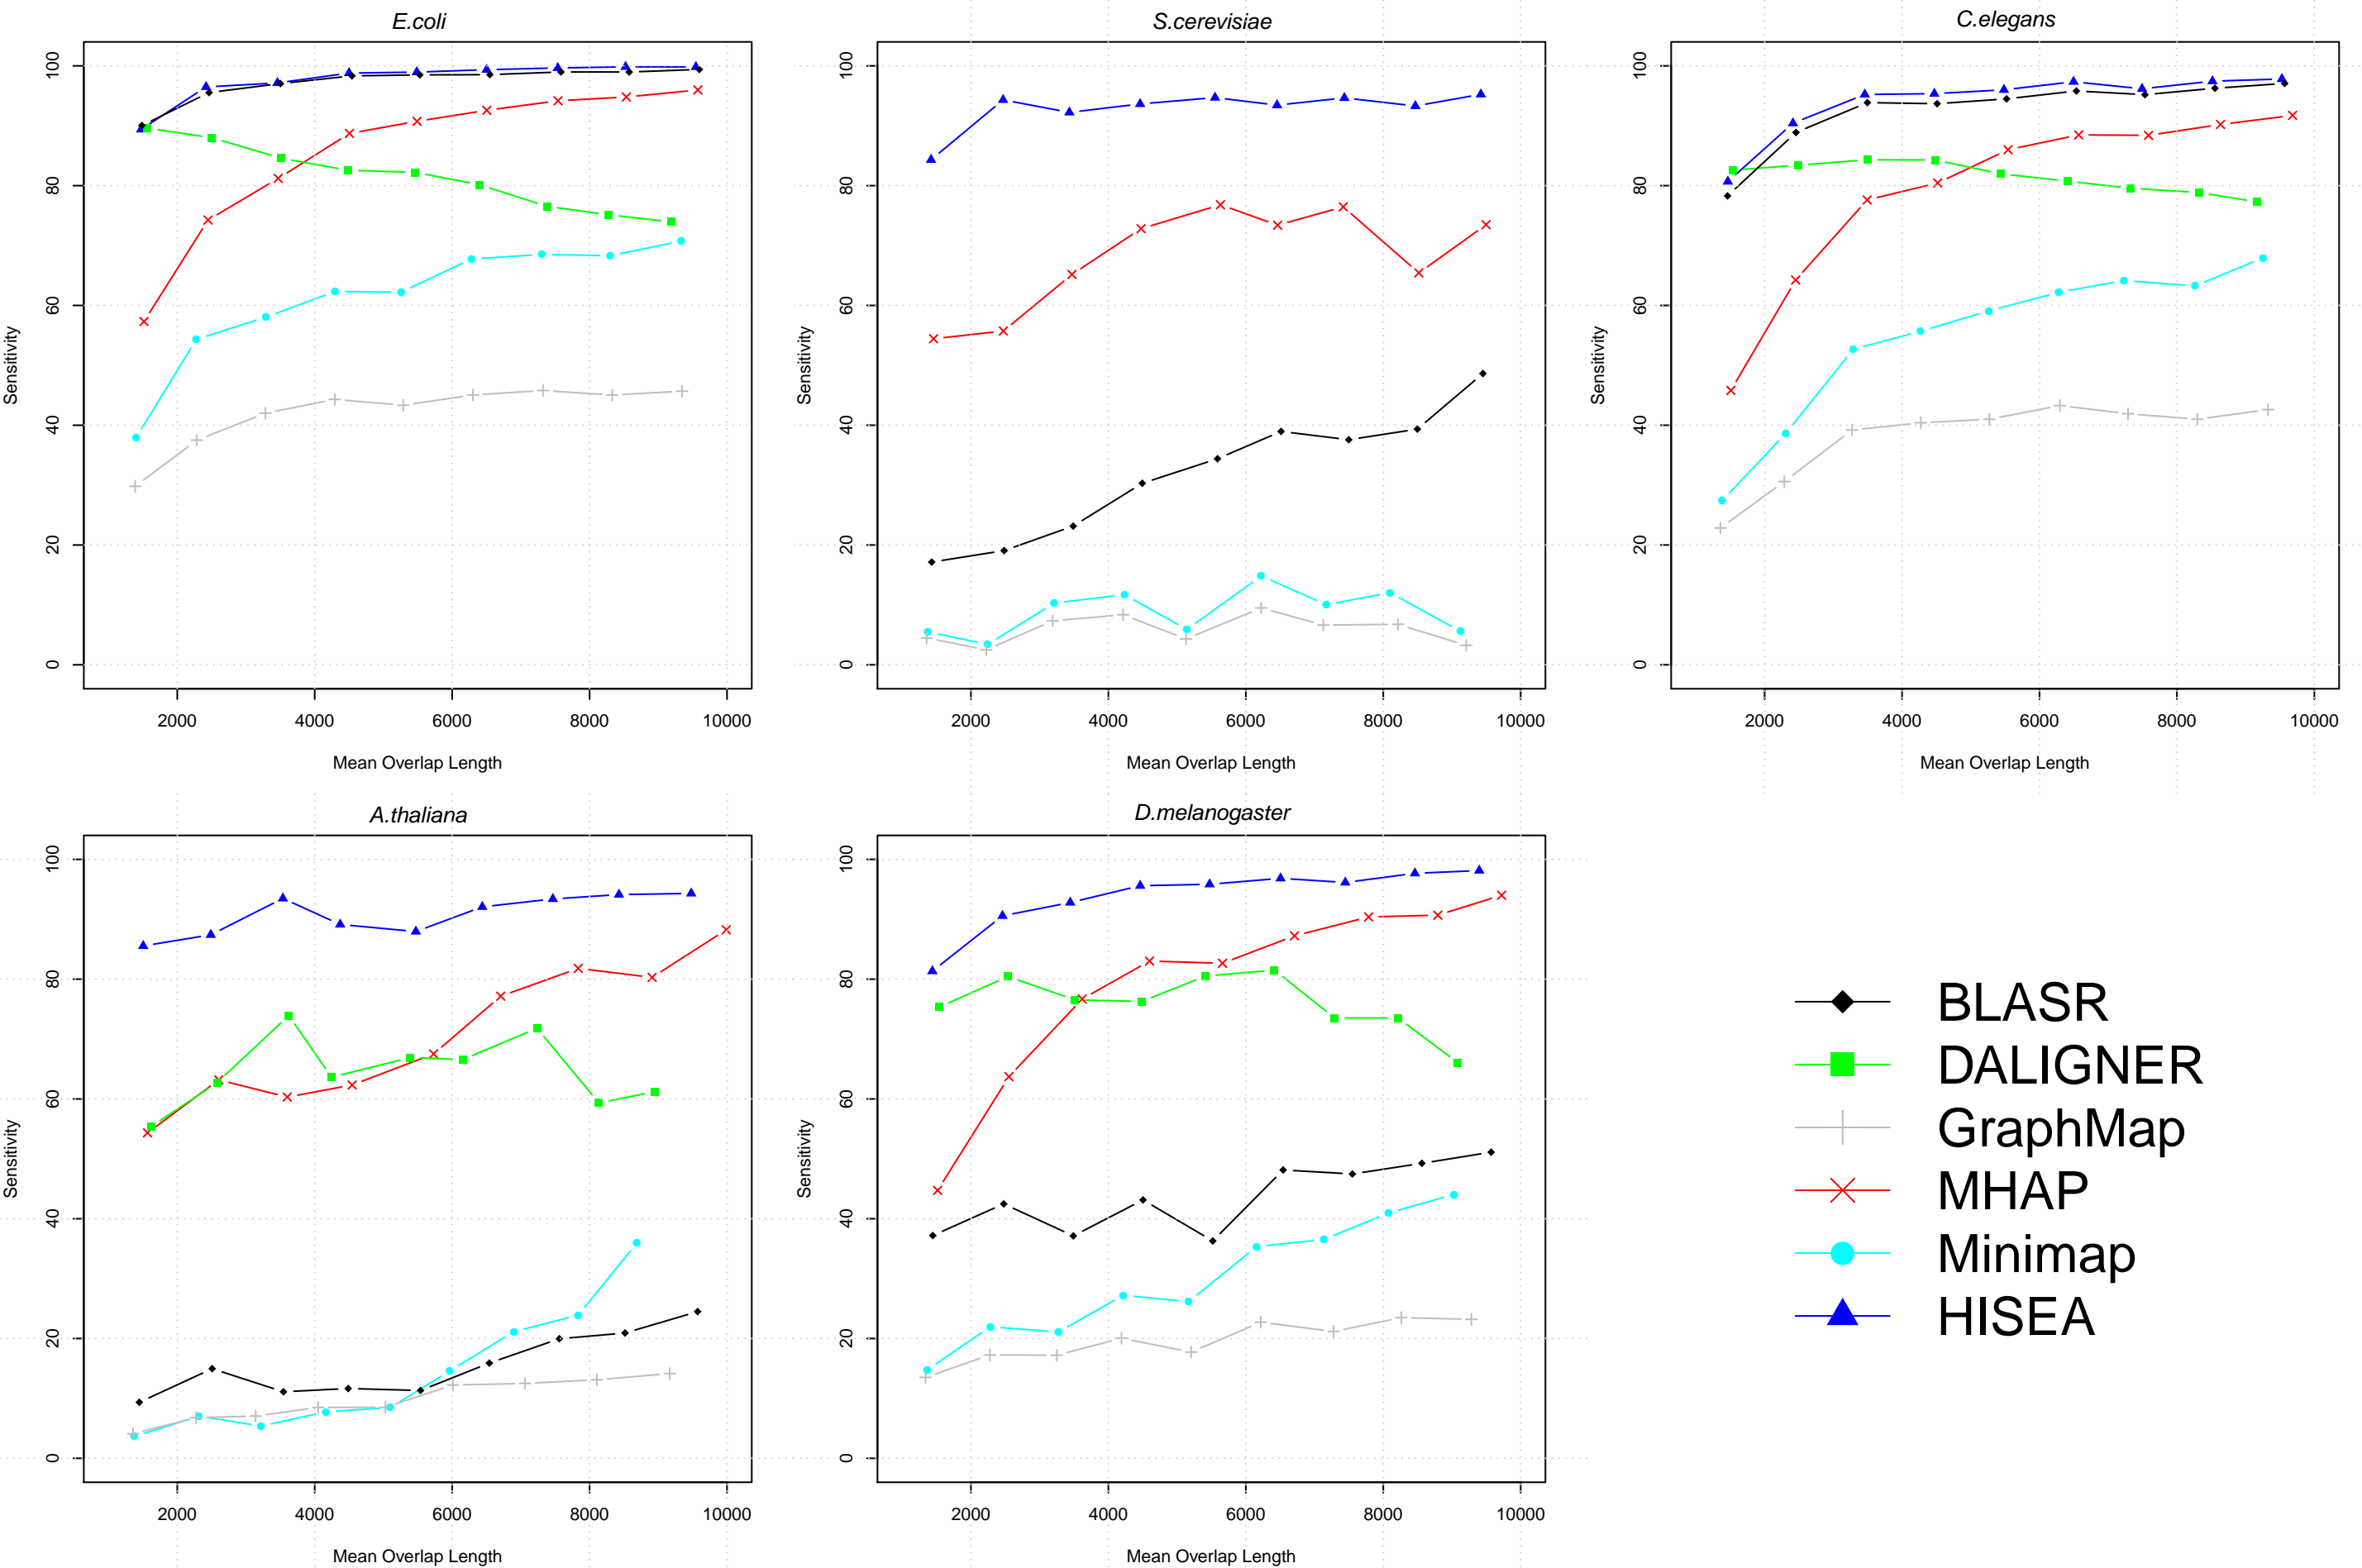 E.coli
S.cerevisiae
C.elegans
Sensitivity
0
20
40
60
80
100
2000 4000 6000 8000 10000
Mean Overlap Length
Sensitivity
0
20
40
60
80
100
2000 4000 6000 8000 10000
Mean Overlap Length
Sensitivity
0
20
40
60
80
100
2000 4000 6000 8000 10000
Mean Overlap Length
A.thaliana
D.melanogaster
Sensitivity
0
20
40
60
80
100
2000 4000 6000 8000 10000
Mean Overlap Length
Sensitivity
0
20
40
60
80
100
2000 4000 6000 8000 10000
Mean Overlap Length
BLASR
DALIGNER
GraphMap
MHAP
Minimap
HISEA